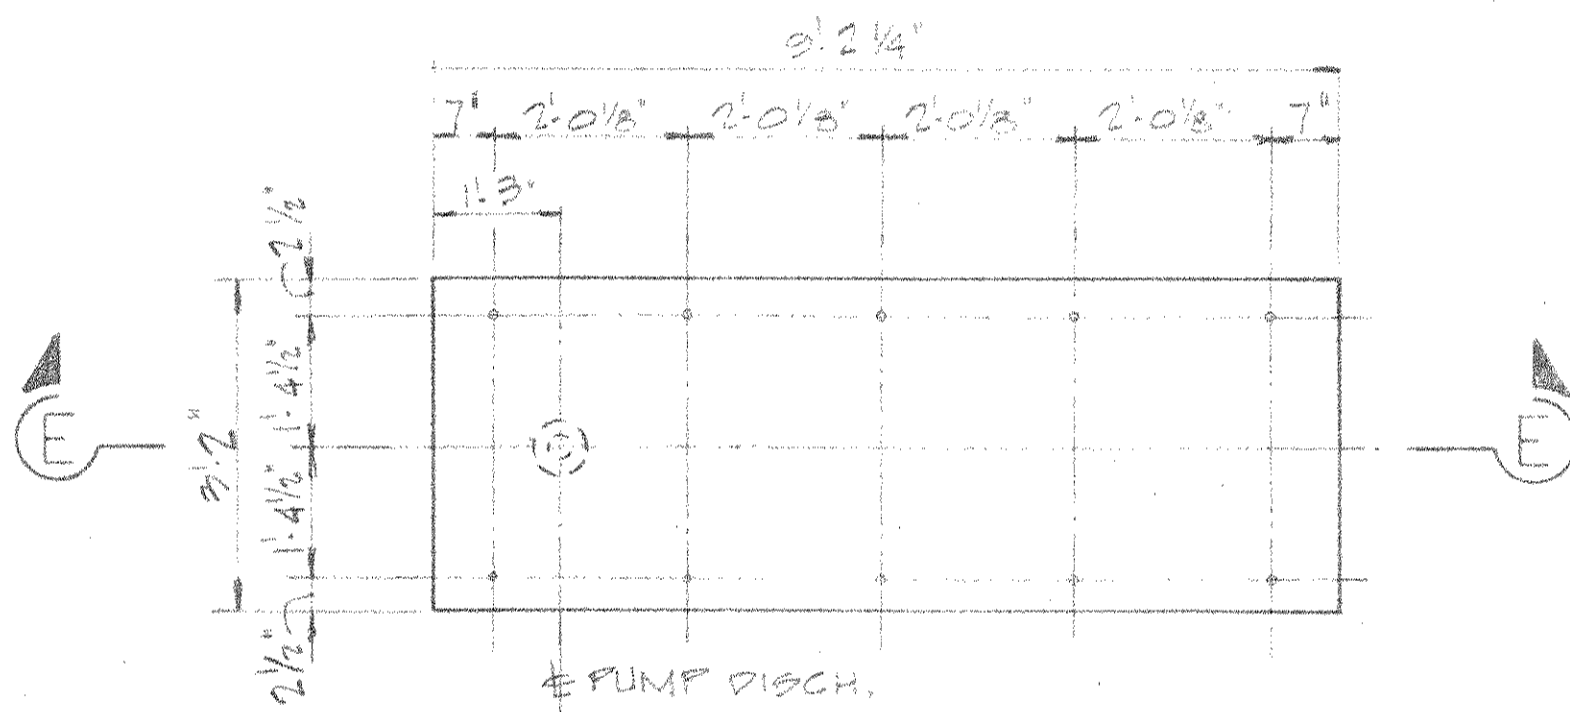 9'-2 1/4"
7" 2'-0 1/8" 2'-0 1/8" 2'-0 1/8" 2'-0 1/8" 7"
1'-3"
2 1/2"
1'-4 1/2"
3'-2"
1'-4 1/2"
2 1/2"
E E
℄ PUMP DISCH.